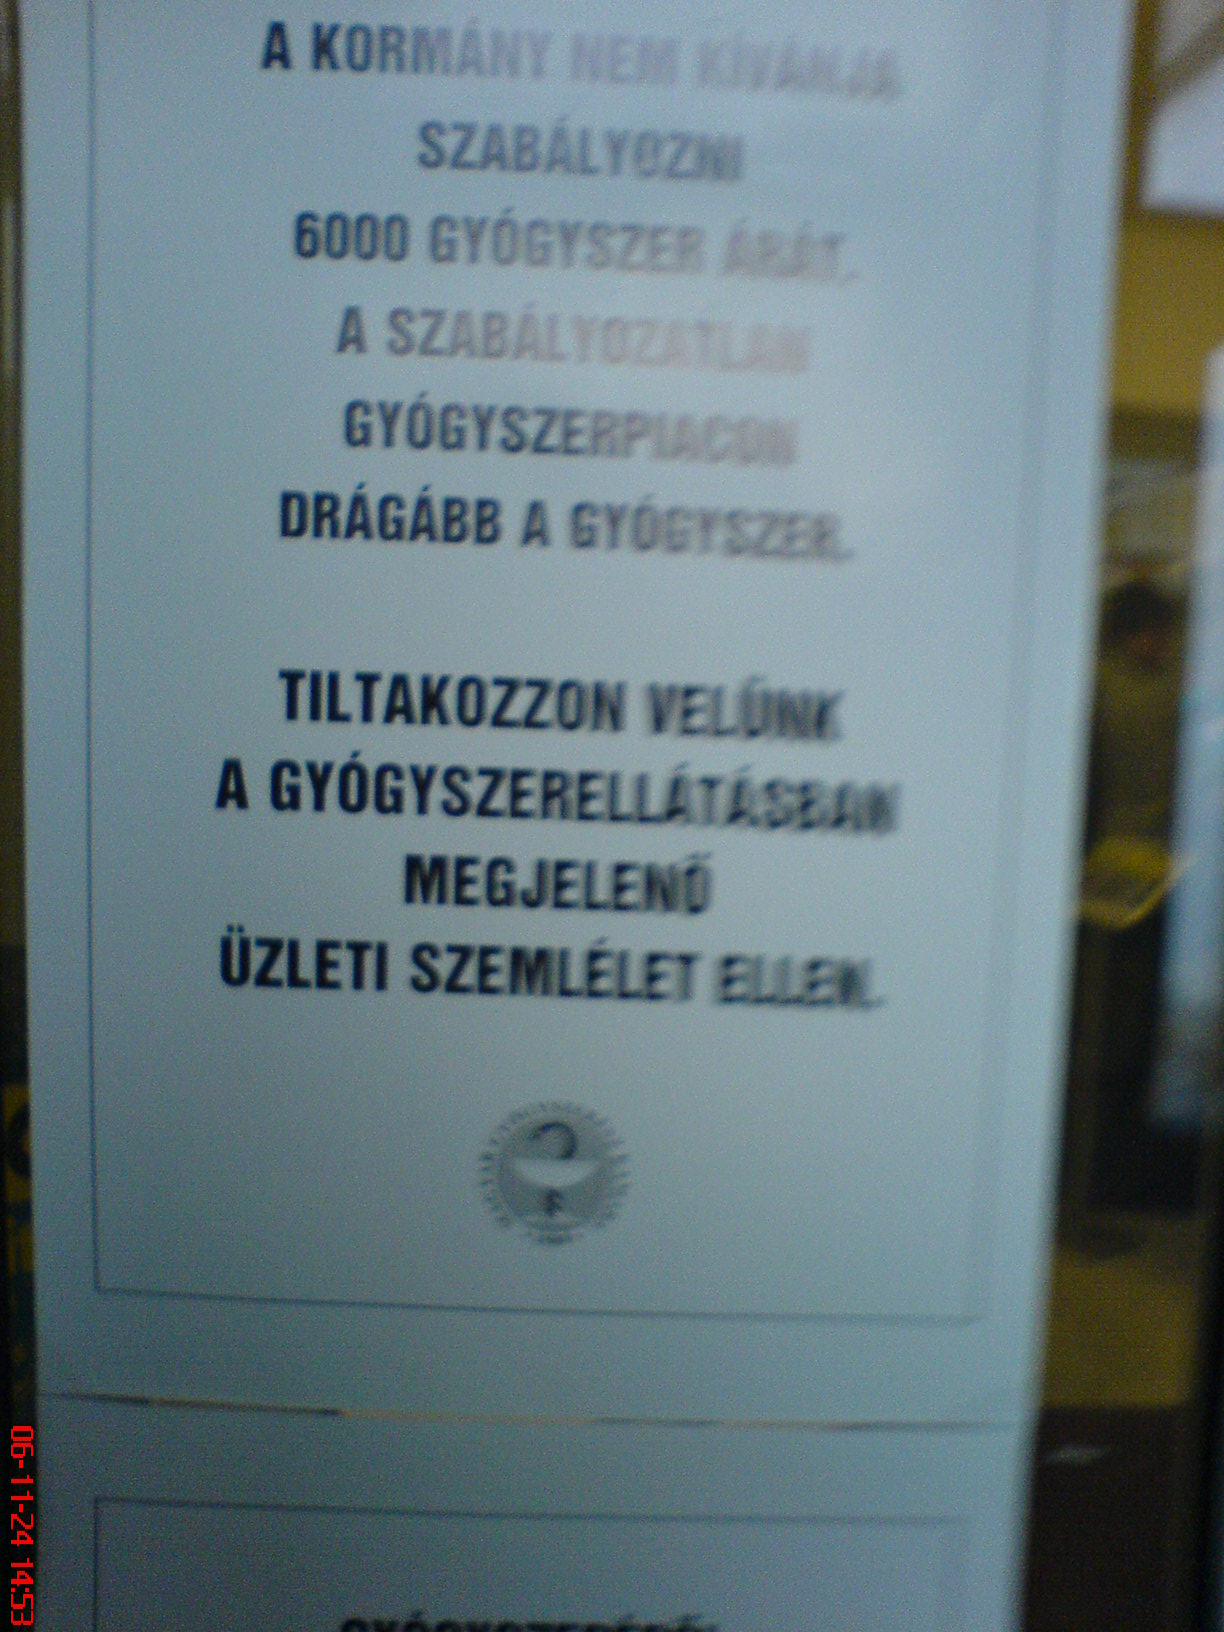 A KORMÁNY NEM KÍVÁNJA
SZABÁLYOZNI
6000 GYÓGYSZER ÁRÁT.
A SZABÁLYOZATLAN
GYÓGYSZERPIACON
DRÁGÁBB A GYÓGYSZER.
TILTAKOZZON VELÜNK
A GYÓGYSZERELLÁTÁSBAN
MEGJELENŐ
ÜZLETI SZEMLÉLET ELLEN.
06-11-24 14:53